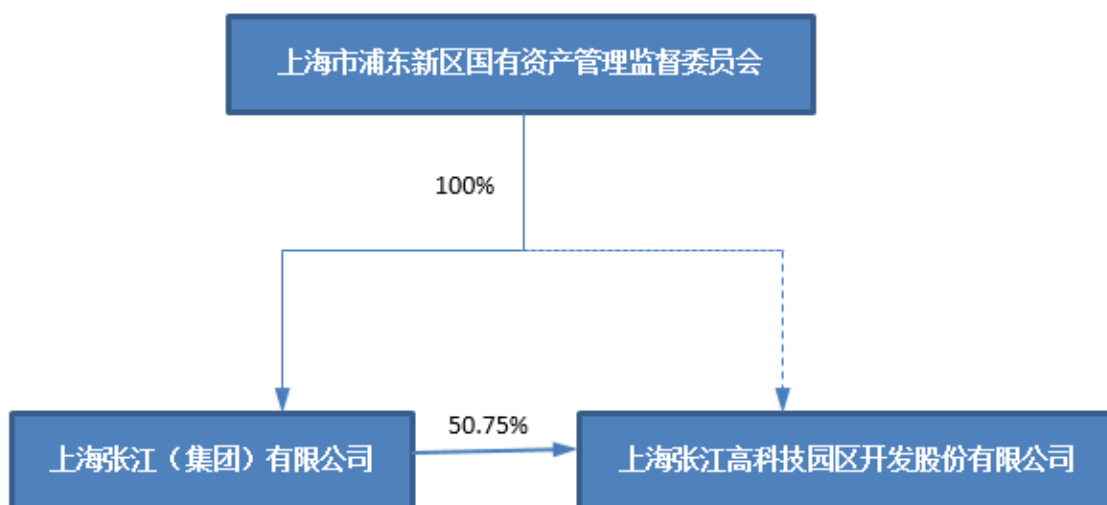 上海市浦东新区国有资产管理监督委员会
100%
50.75%
上海张江（集团）有限公司
上海张江高科技园区开发股份有限公司